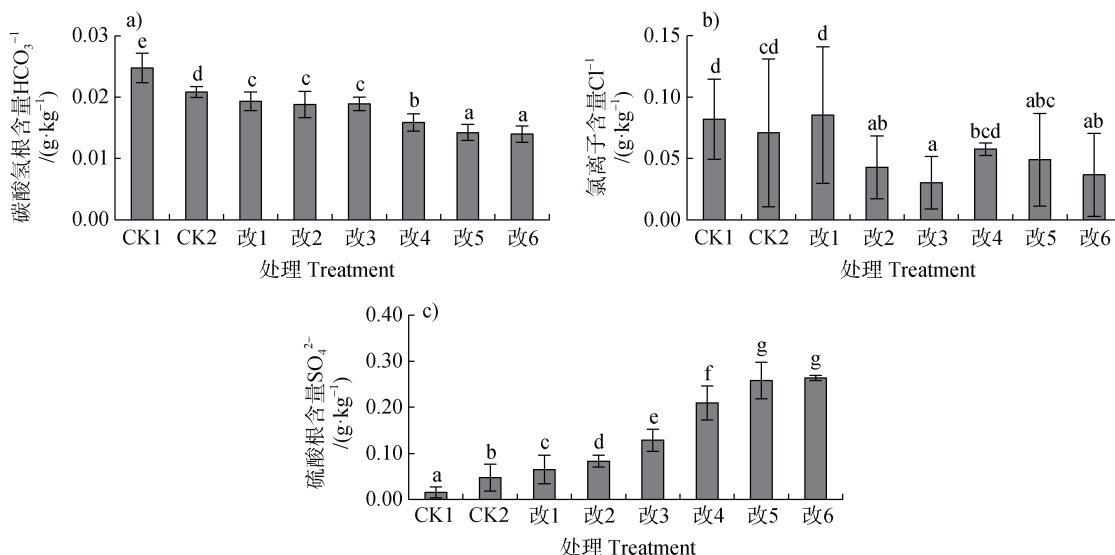 a)
碳酸氢根含量HCO₃⁻¹
/(g·kg⁻¹)
0.03
0.02
0.01
0.00
e
d
c
c
c
b
a
a
CK1 CK2 改1 改2 改3 改4 改5 改6
处理 Treatment
b)
氯离子含量Cl⁻¹
/(g·kg⁻¹)
0.15
0.10
0.05
0.00
d
cd
d
ab
a
bcd
abc
ab
CK1 CK2 改1 改2 改3 改4 改5 改6
处理 Treatment
c)
硫酸根含量SO₄²⁻
/(g·kg⁻¹)
0.40
0.30
0.20
0.10
0.00
a
b
c
d
e
f
g
g
CK1 CK2 改1 改2 改3 改4 改5 改6
处理 Treatment